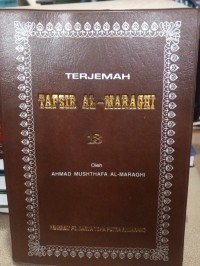 TERJEMAH
TAFSIR AL-MARAGHI
18
Oleh
AHMAD MUSHTHAFA AL-MARAGHI